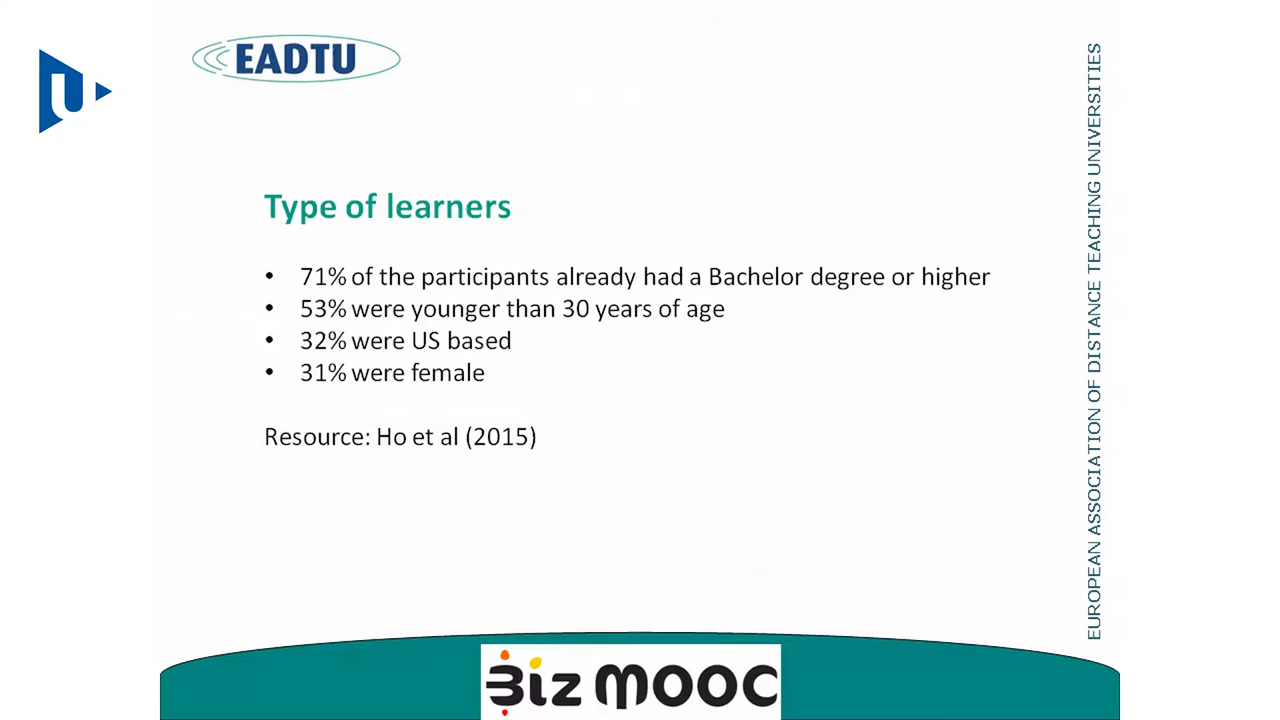 EADTU
U
Type of learners
• 71% of the participants already had a Bachelor degree or higher
• 53% were younger than 30 years of age
• 32% were US based
• 31% were female
Resource: Ho et al (2015)
EUROPEAN ASSOCIATION OF DISTANCE TEACHING UNIVERSITIES
Biz MOOC